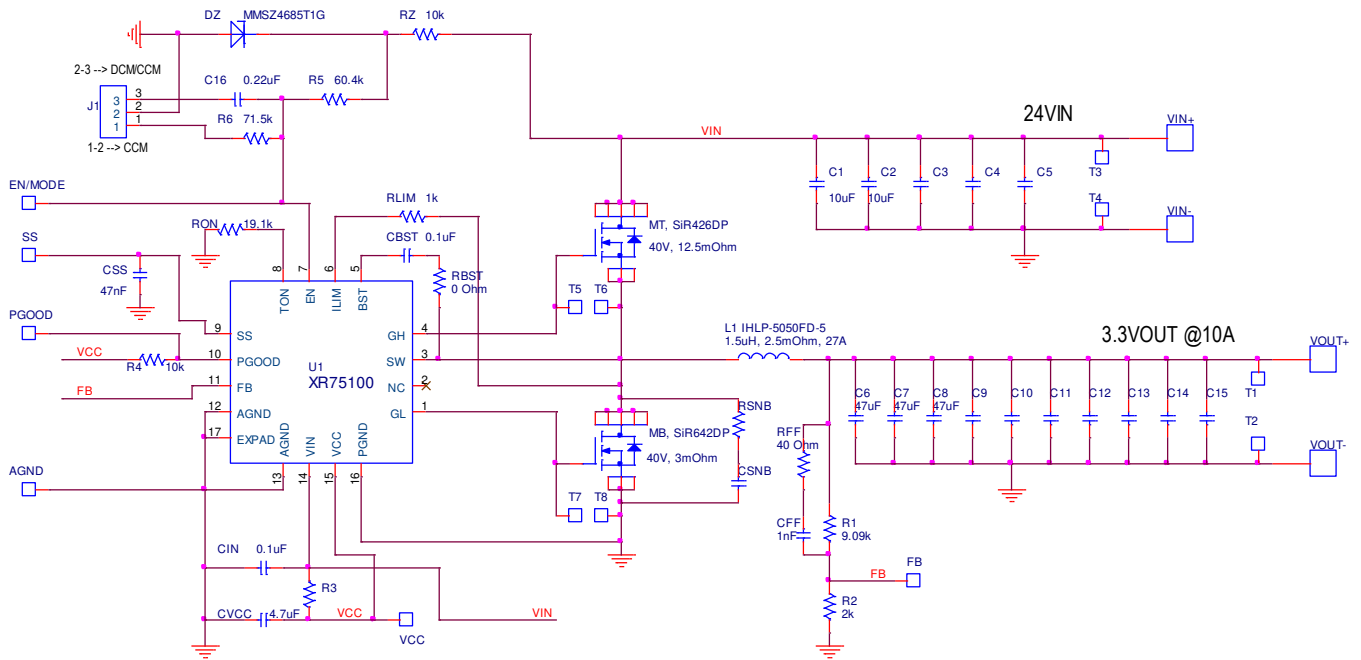 DZ MMSZ4685T1G
RZ 10k
2-3 --> DCM/CCM
C16 0.22uF
R5 60.4k
J1
3
2
1
3
2
1
R6 71.5k
1-2 --> CCM
24VIN
VIN
VIN+
C1
10uF
C2
10uF
C3
C4
C5
T3
T4
VIN-
EN/MODE
RLIM 1k
RON 19.1k
SS
CSS
47nF
CBST 0.1uF
RBST
0 Ohm
MT, SiR426DP
40V, 12.5mOhm
T5 T6
8
7
6
5
TON
EN
ILIM
BST
PGOOD
VCC
R4 10k
FB
9 SS
10 PGOOD
11 FB
12 AGND
17 EXPAD
U1
XR75100
GH 4
SW 3
NC 2
GL 1
AGND
VIN
VCC
PGND
13
14
15
16
L1 IHLP-5050FD-5
1.5uH, 2.5mOhm, 27A
3.3VOUT @10A
VOUT+
C6
47uF
C7
47uF
C8
47uF
C9
C10
C11
C12
C13
C14
C15
T1
T2
VOUT-
MB, SiR642DP
40V, 3mOhm
RSNB
CSNB
RFF
40 Ohm
AGND
T7 T8
CFF
1nF
R1
9.09k
CIN 0.1uF
R3
FB
FB
R2
2k
CVCC 4.7uF
VCC
VCC
VIN